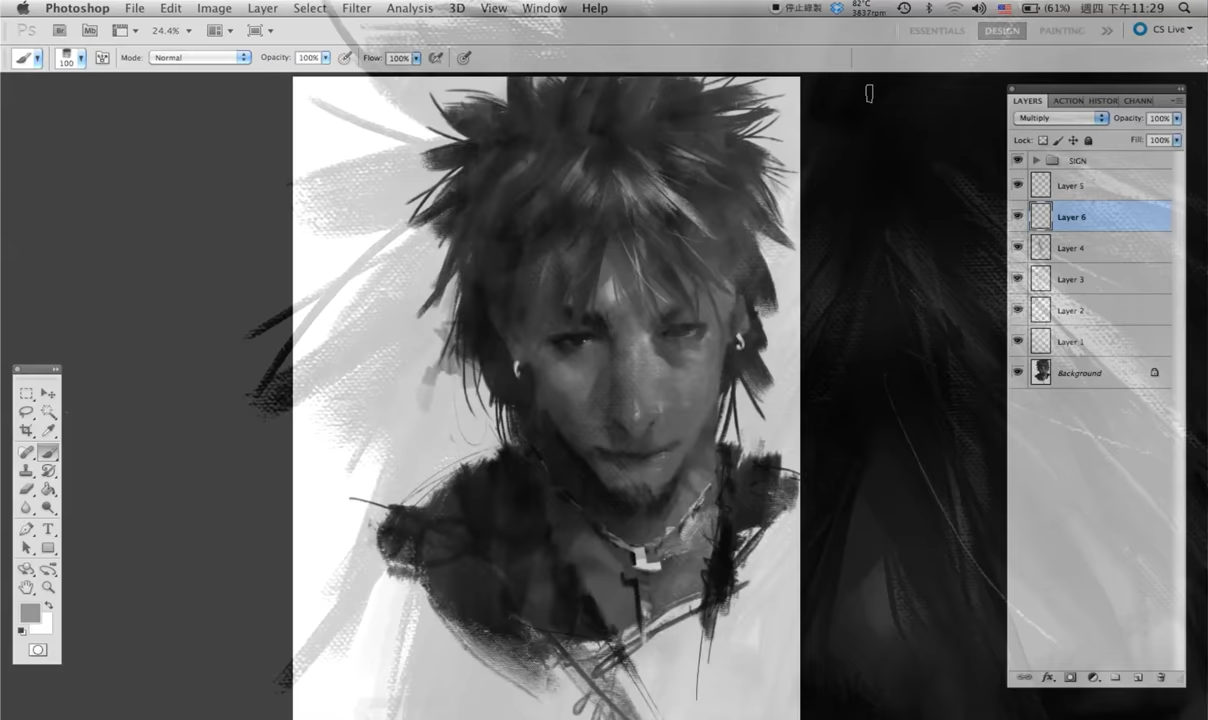 Photoshop File Edit Image Layer Select Filter Analysis 3D View Window Help 停止錄製 82°C 3837rpm (61%) 週四 下午11:29
Ps Br Mb 24.4% ESSENTIALS DESIGN PAINTING CS Live
100 Mode: Normal Opacity: 100% Flow: 100%
LAYERS ACTION HISTOR CHANN
Multiply Opacity: 100%
Lock: Fill: 100%
SIGN
Layer 5
Layer 6
Layer 4
Layer 3
Layer 2
Layer 1
Background
T
fx